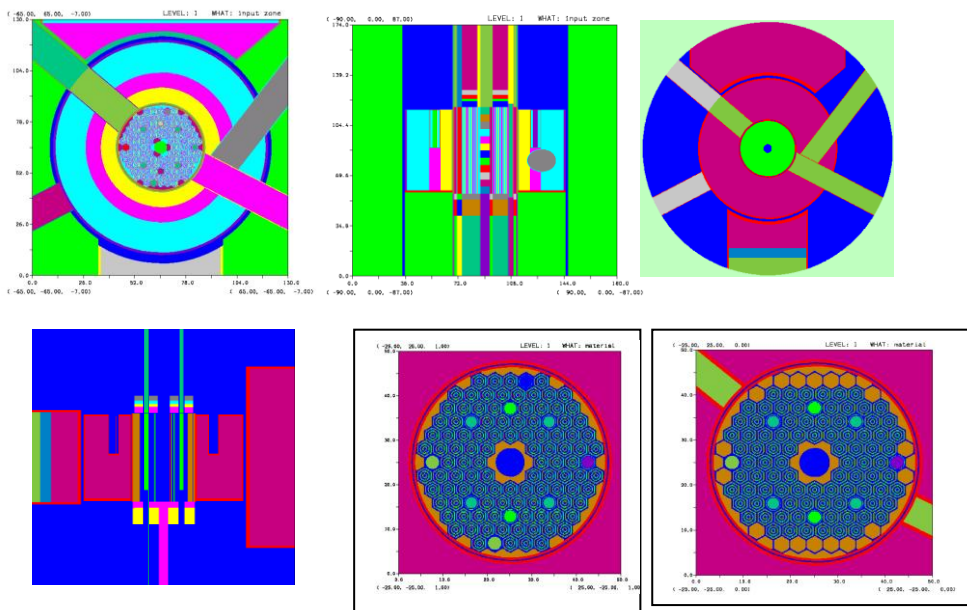 ( -65.00, 65.00, -7.00) LEVEL: 1 WHAT: Input zone
130.0
104.0
78.0
52.0
26.0
0.0
0.0 26.0 52.0 78.0 104.0 130.0
( -65.00, -65.00, -7.00) ( 65.00, -65.00, -7.00)
( -90.00, 0.00, 87.00) LEVEL: 1 WHAT: Input zone
174.0
139.2
104.4
69.6
34.8
0.0
0.0 36.0 72.0 108.0 144.0 180.0
( -90.00, 0.00, -87.00) ( 90.00, 0.00, -87.00)
( -25.00, 25.00, 1.00) LEVEL: 1 WHAT: material
50.0
40.0
30.0
20.0
10.0
0.0
0.0 10.0 20.0 30.0 40.0 50.0
( -25.00, -25.00, 1.00) ( 25.00, -25.00, 1.00)
( -25.00, 25.00, 0.00) LEVEL: 1 WHAT: material
50.0
40.0
30.0
20.0
10.0
0.0
0.0 10.0 20.0 30.0 40.0 50.0
( -25.00, -25.00, 0.00) ( 25.00, -25.00, 0.00)